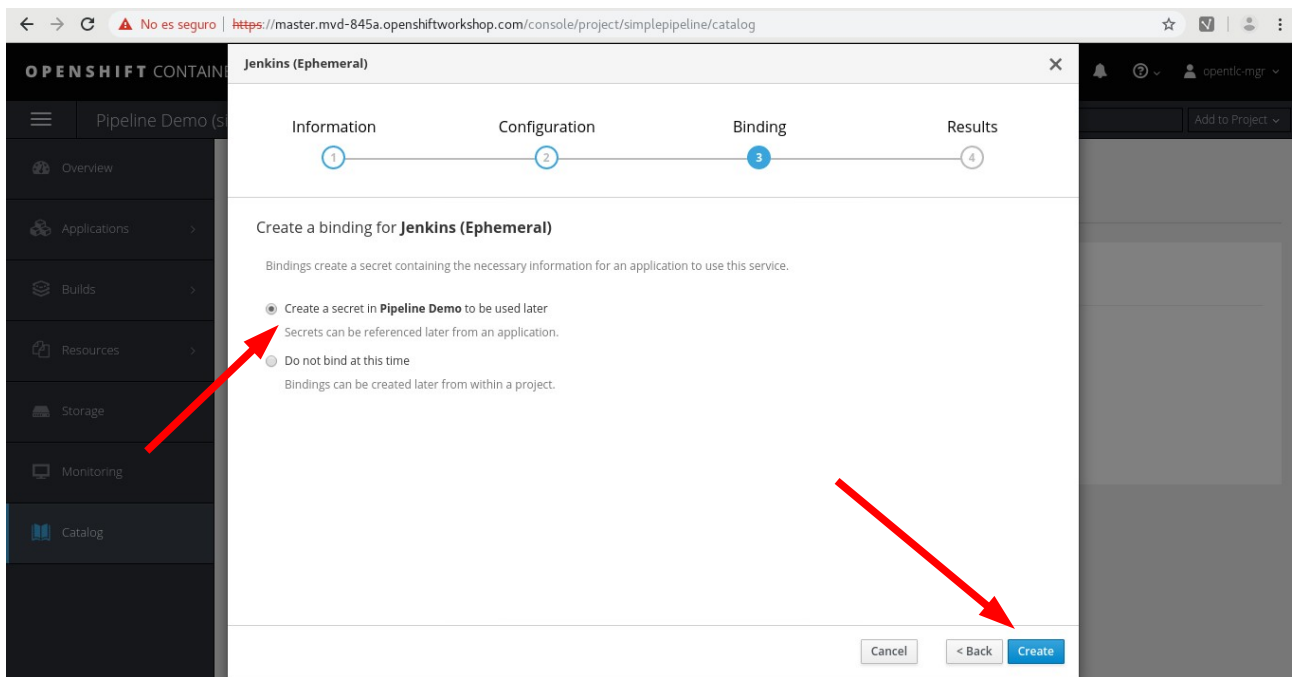 No es seguro | https://master.mvd-845a.openshiftworkshop.com/console/project/simplepipeline/catalog
OPENSHIFT CONTAINE
opentlc-mgr
Pipeline Demo (si
Add to Project
Overview
Applications
Builds
Resources
Storage
Monitoring
Catalog
Jenkins (Ephemeral)
Information
Configuration
Binding
Results
1
2
3
4
Create a binding for Jenkins (Ephemeral)
Bindings create a secret containing the necessary information for an application to use this service.
Create a secret in Pipeline Demo to be used later
Secrets can be referenced later from an application.
Do not bind at this time
Bindings can be created later from within a project.
Cancel
< Back
Create